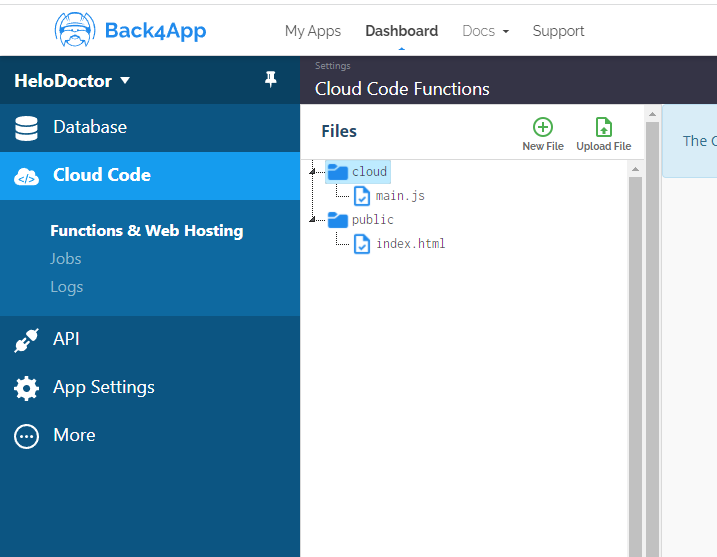 Back4App
My Apps
Dashboard
Docs
Support
HeloDoctor
Database
Cloud Code
Functions & Web Hosting
Jobs
Logs
API
App Settings
More
Settings
Cloud Code Functions
Files
New File
Upload File
cloud
main.js
public
index.html
The